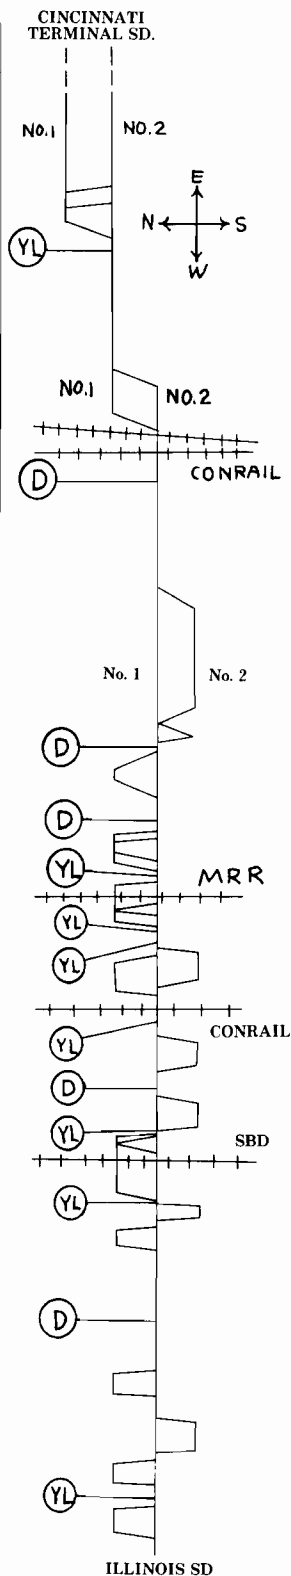 CINCINNATI
TERMINAL SD.
NO.1
NO.2
E
N
S
W
YL
NO.1
NO.2
CONRAIL
D
No. 1
No. 2
D
D
YL
MRR
YL
YL
CONRAIL
YL
D
YL
SBD
YL
D
YL
ILLINOIS SD